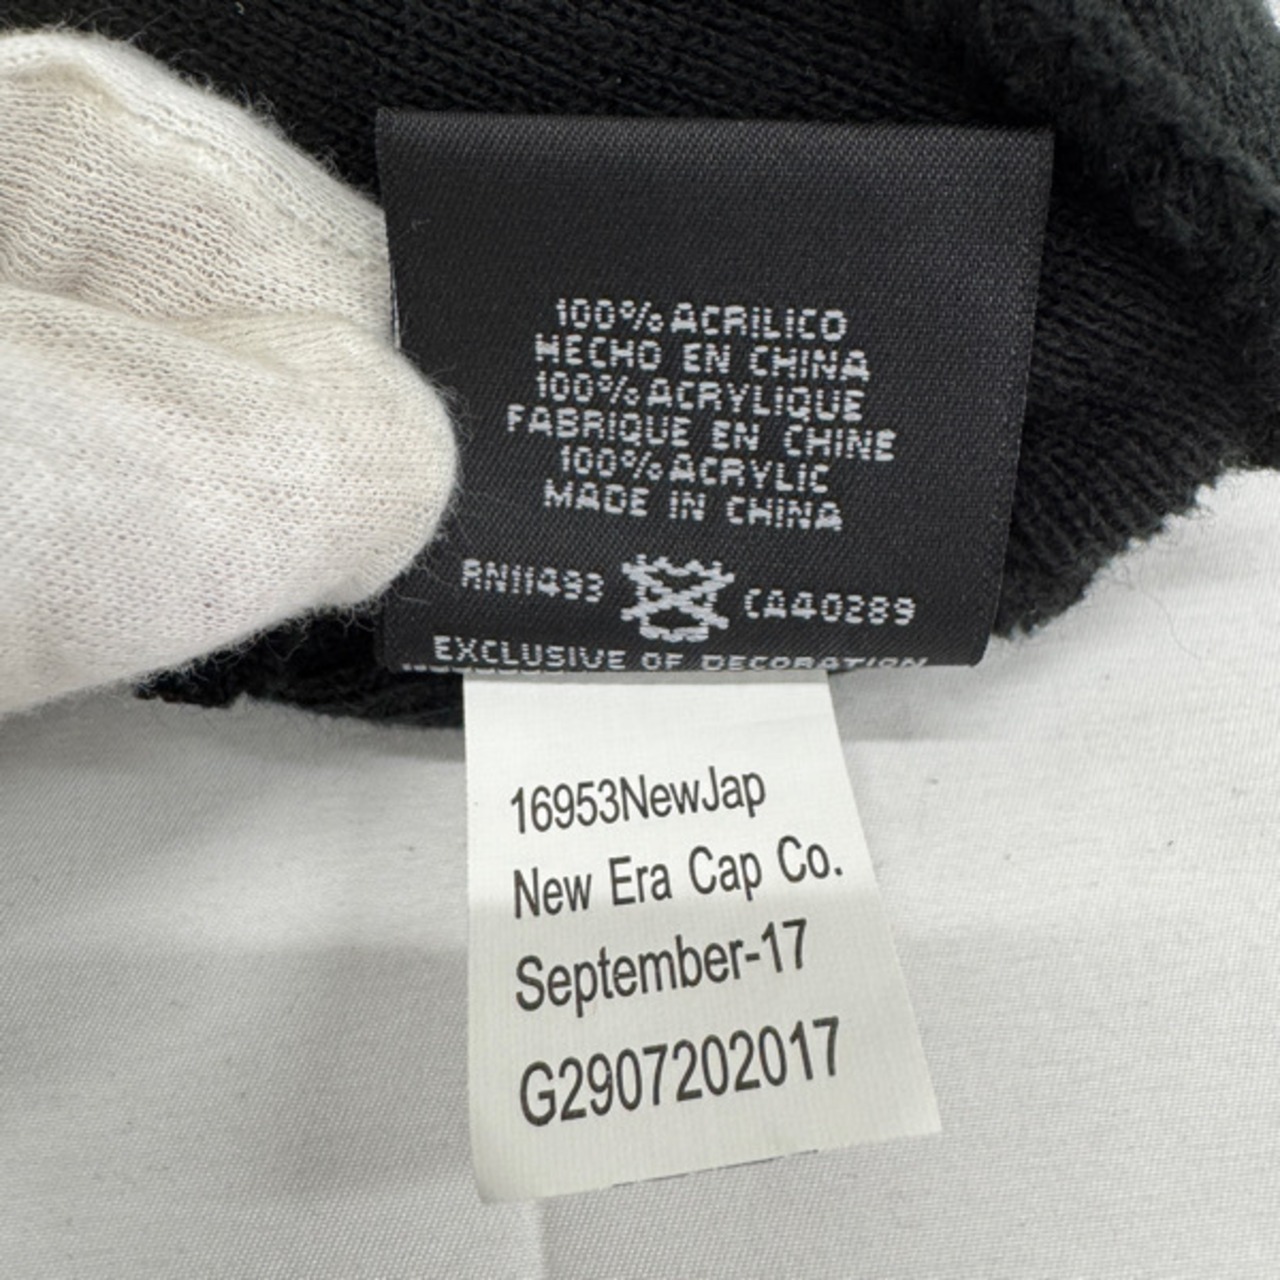 100% ACRILICO
HECHO EN CHINA
100% ACRYLIQUE
FABRIQUE EN CHINE
100% ACRYLIC
MADE IN CHINA
RN11493 CA40289
EXCLUSIVE OF DECORATION
16953NewJap
New Era Cap Co.
September-17
G2907202017